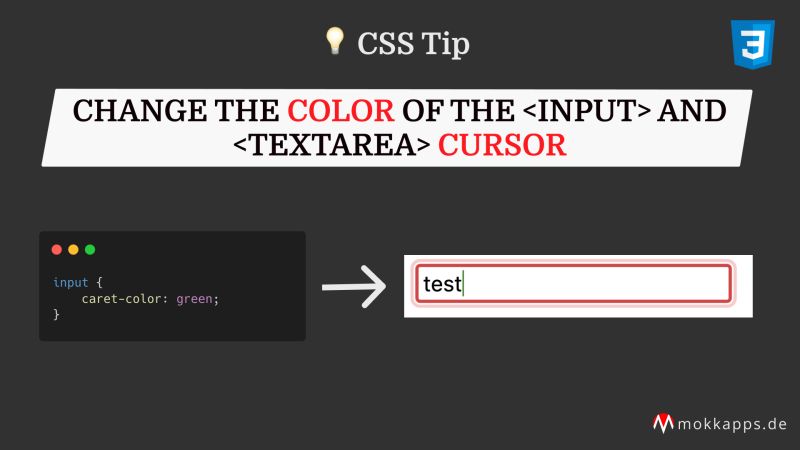 CSS Tip
3
CHANGE THE COLOR OF THE <INPUT> AND
<TEXTAREA> CURSOR
input {
    caret-color: green;
}
test
mokkapps.de